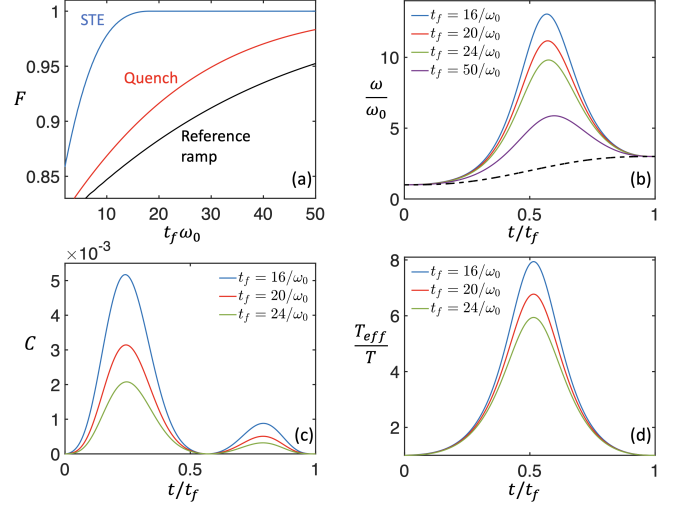 1
STE
0.95
Quench
F
0.9
Reference
ramp
0.85
(a)
10 20 30 40 50
t_f ω_0
t_f = 16/ω_0
t_f = 20/ω_0
t_f = 24/ω_0
t_f = 50/ω_0
10
ω/ω_0
5
0
(b)
0 0.5 1
t/t_f
×10^{-3}
5
4
3
C
2
1
0
t_f = 16/ω_0
t_f = 20/ω_0
t_f = 24/ω_0
(c)
0 0.5 1
t/t_f
8
t_f = 16/ω_0
t_f = 20/ω_0
t_f = 24/ω_0
6
T_{eff}/T
4
2
(d)
0 0.5 1
t/t_f